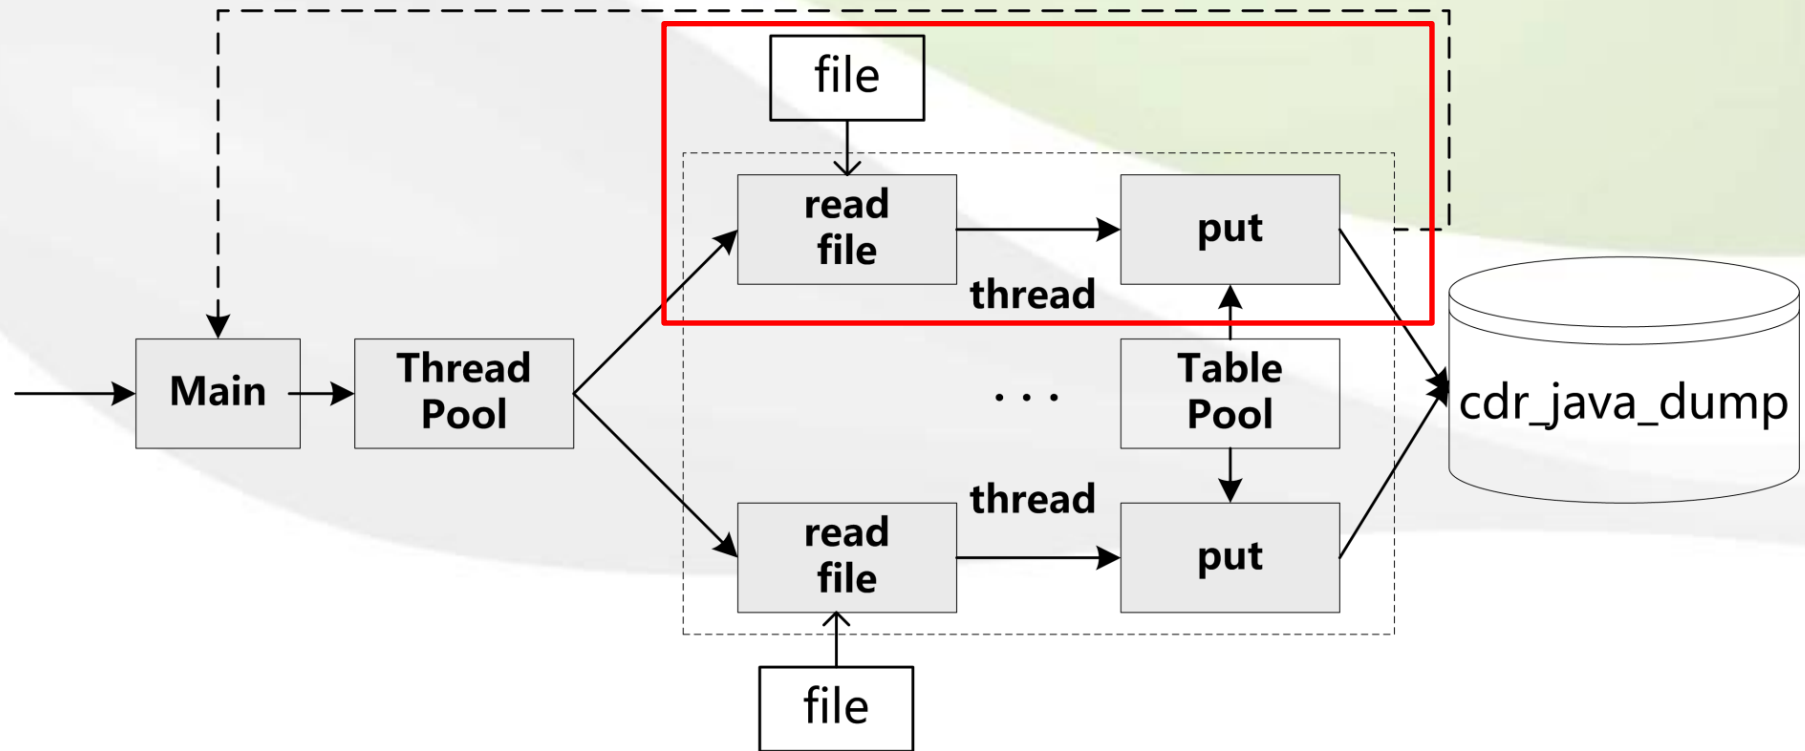 file
read
file
put
thread
Main
Thread
Pool
...
Table
Pool
cdr_java_dump
thread
read
file
put
file